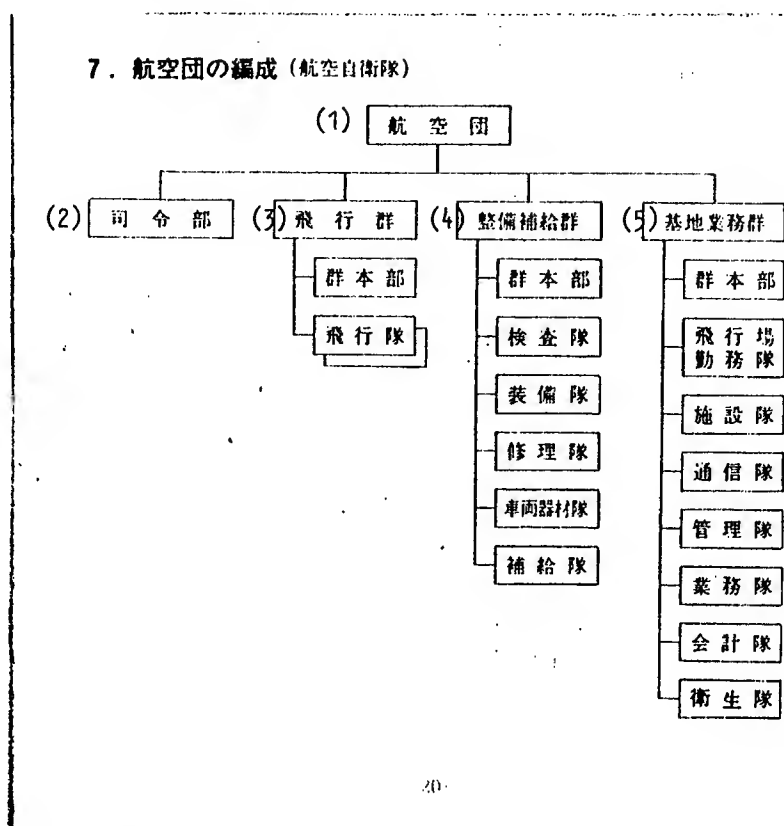 7. 航空団の編成 (航空自衛隊)
(1) 航空団
(2) 司令部
(3) 飛行群
(4) 整備補給群
(5) 基地業務群
群本部
飛行隊
群本部
検査隊
装備隊
修理隊
車両器材隊
補給隊
群本部
飛行場
勤務隊
施設隊
通信隊
管理隊
業務隊
会計隊
衛生隊
20